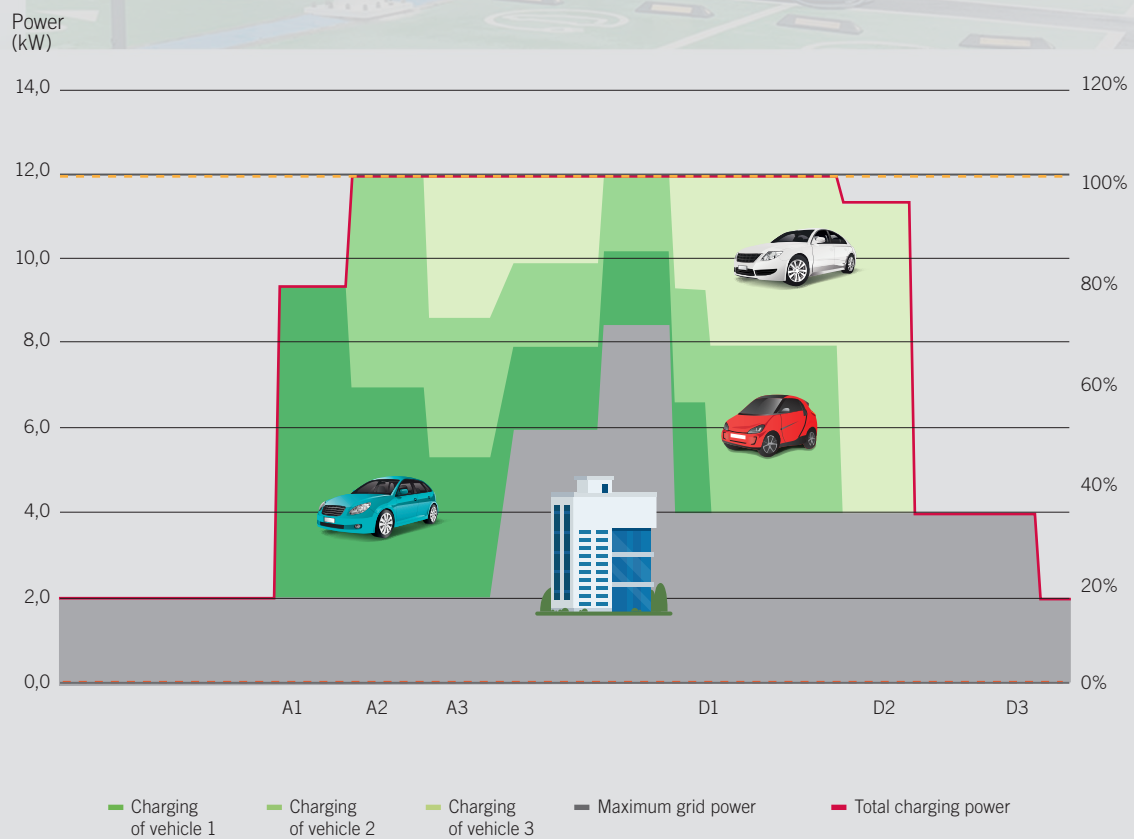 Power
(kW)
14,0
120%
12,0
100%
10,0
80%
8,0
60%
6,0
40%
4,0
20%
2,0
0,0
0%
A1 A2 A3 D1 D2 D3
Charging
of vehicle 1
Charging
of vehicle 2
Charging
of vehicle 3
Maximum grid power
Total charging power